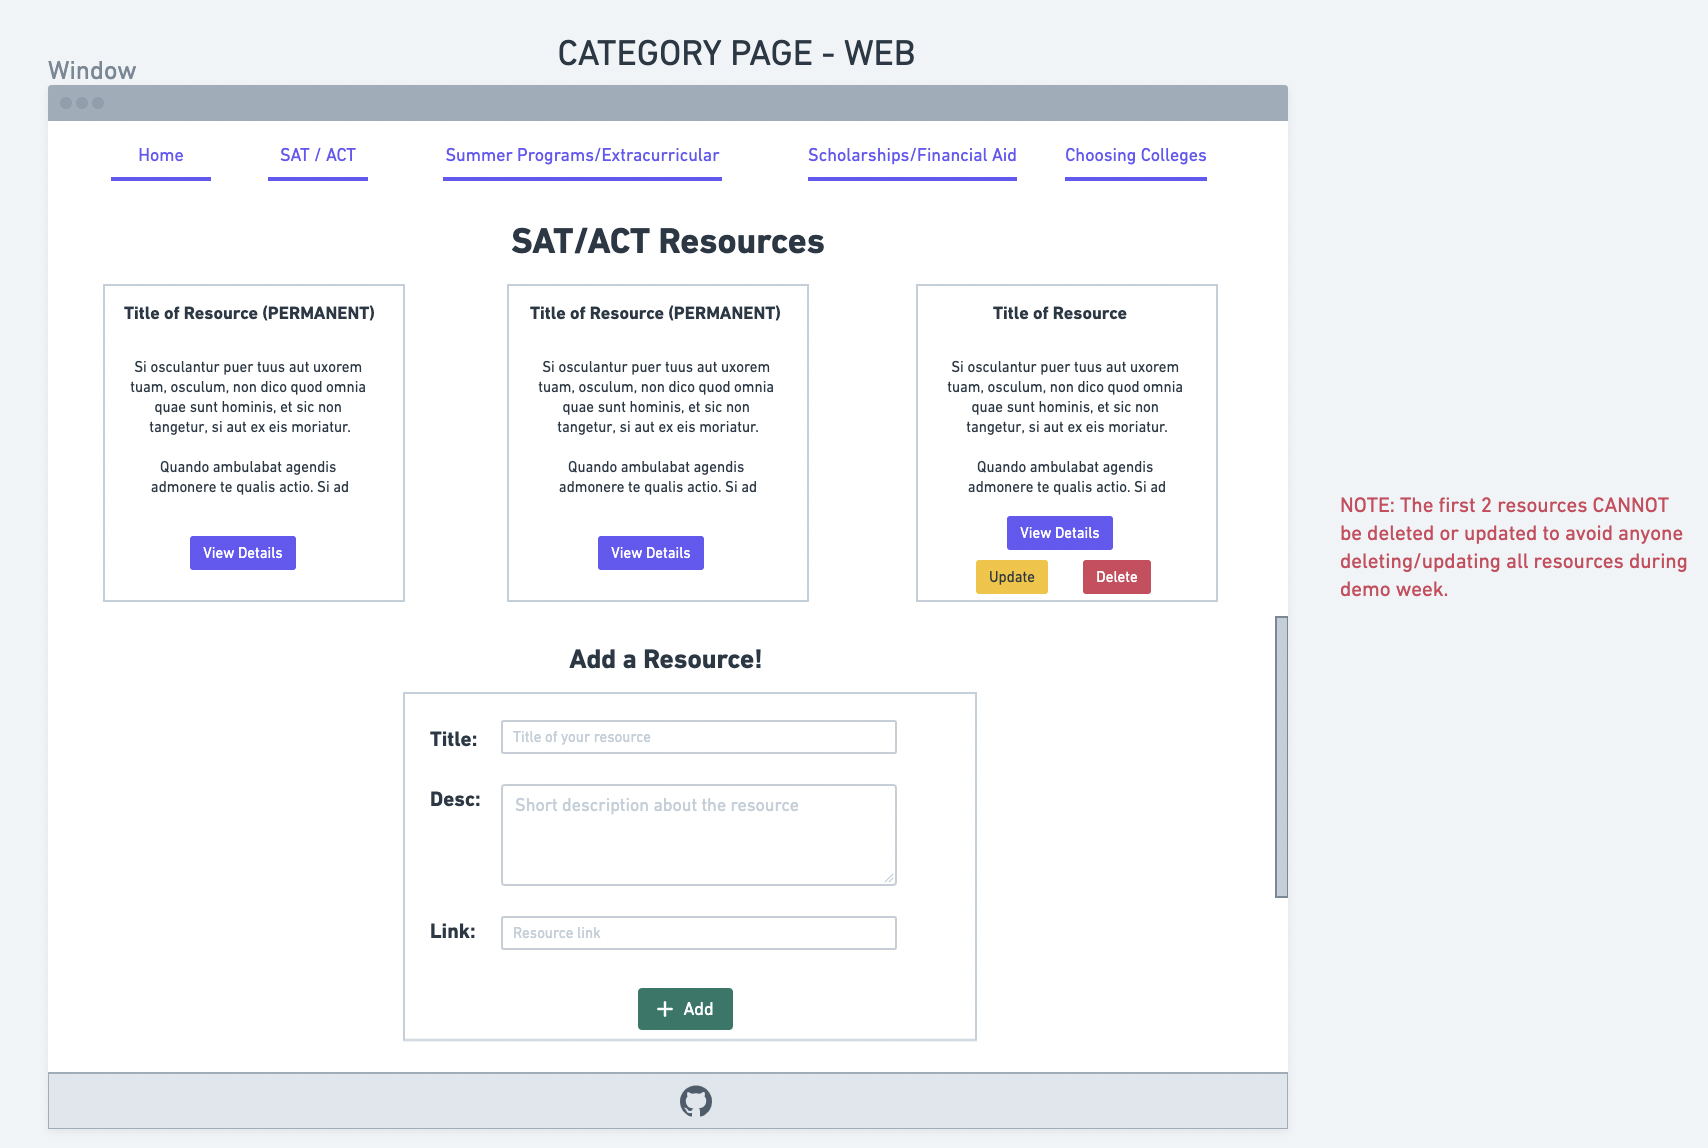 CATEGORY PAGE - WEB
Window
Home
SAT / ACT
Summer Programs/Extracurricular
Scholarships/Financial Aid
Choosing Colleges
SAT/ACT Resources
Title of Resource (PERMANENT)
Si osculantur puer tuus aut uxorem
tuam, osculum, non dico quod omnia
quae sunt hominis, et sic non
tangetur, si aut ex eis moriatur.
Quando ambulabat agendis
admonere te qualis actio. Si ad
View Details
Title of Resource (PERMANENT)
Si osculantur puer tuus aut uxorem
tuam, osculum, non dico quod omnia
quae sunt hominis, et sic non
tangetur, si aut ex eis moriatur.
Quando ambulabat agendis
admonere te qualis actio. Si ad
View Details
Title of Resource
Si osculantur puer tuus aut uxorem
tuam, osculum, non dico quod omnia
quae sunt hominis, et sic non
tangetur, si aut ex eis moriatur.
Quando ambulabat agendis
admonere te qualis actio. Si ad
View Details
Update
Delete
NOTE: The first 2 resources CANNOT
be deleted or updated to avoid anyone
deleting/updating all resources during
demo week.
Add a Resource!
Title:
Title of your resource
Desc:
Short description about the resource
Link:
Resource link
+ Add